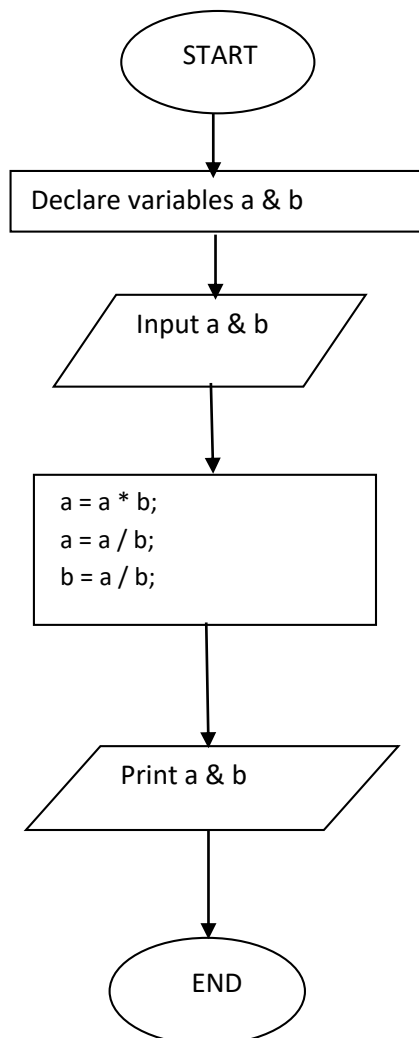 START
Declare variables a & b
Input a & b
a = a * b;
a = a / b;
b = a / b;
Print a & b
END